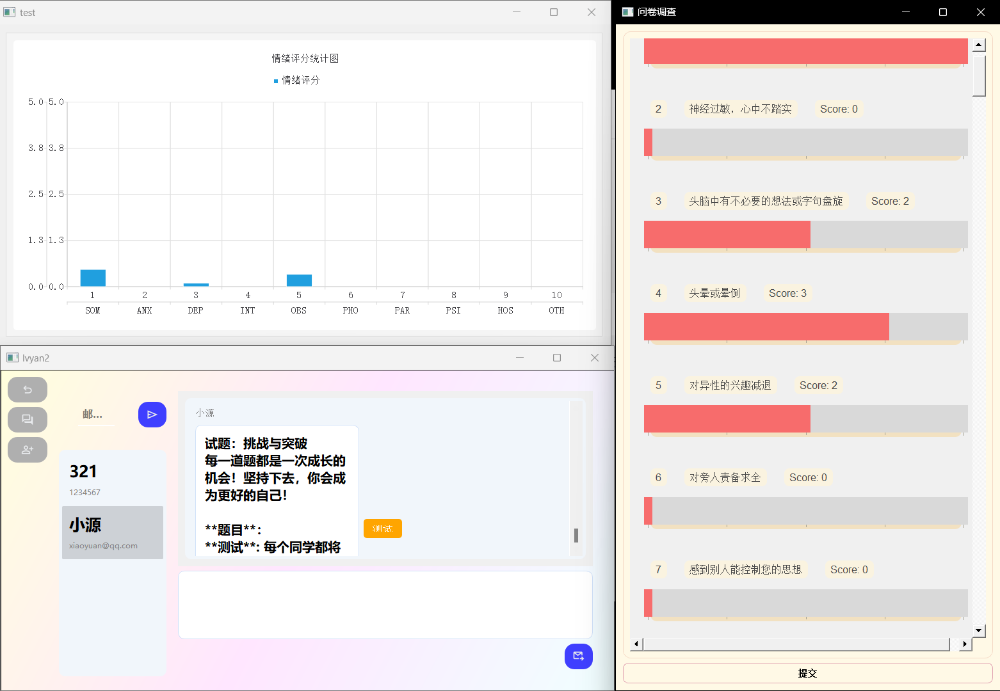 test
情绪评分统计图
情绪评分
5.0 5.0
3.8 3.8
2.5 2.5
1.3 1.3
0.0 0.0
1 2 3 4 5 6 7 8 9 10
SOM ANX DEP INT OBS PHO PAR PSI HOS OTH
lvyan2
邮...
321
1234567
小源
xiaoyuan@qq.com
小源
试题：挑战与突破
每一道题都是一次成长的
机会！坚持下去，你会成
为更好的自己！
**题目**：
**测试**: 每个同学都将
测试
问卷调查
2 神经过敏，心中不踏实 Score: 0
3 头脑中有不必要的想法或字句盘旋 Score: 2
4 头晕或晕倒 Score: 3
5 对异性的兴趣减退 Score: 2
6 对旁人责备求全 Score: 0
7 感到别人能控制您的思想 Score: 0
提交